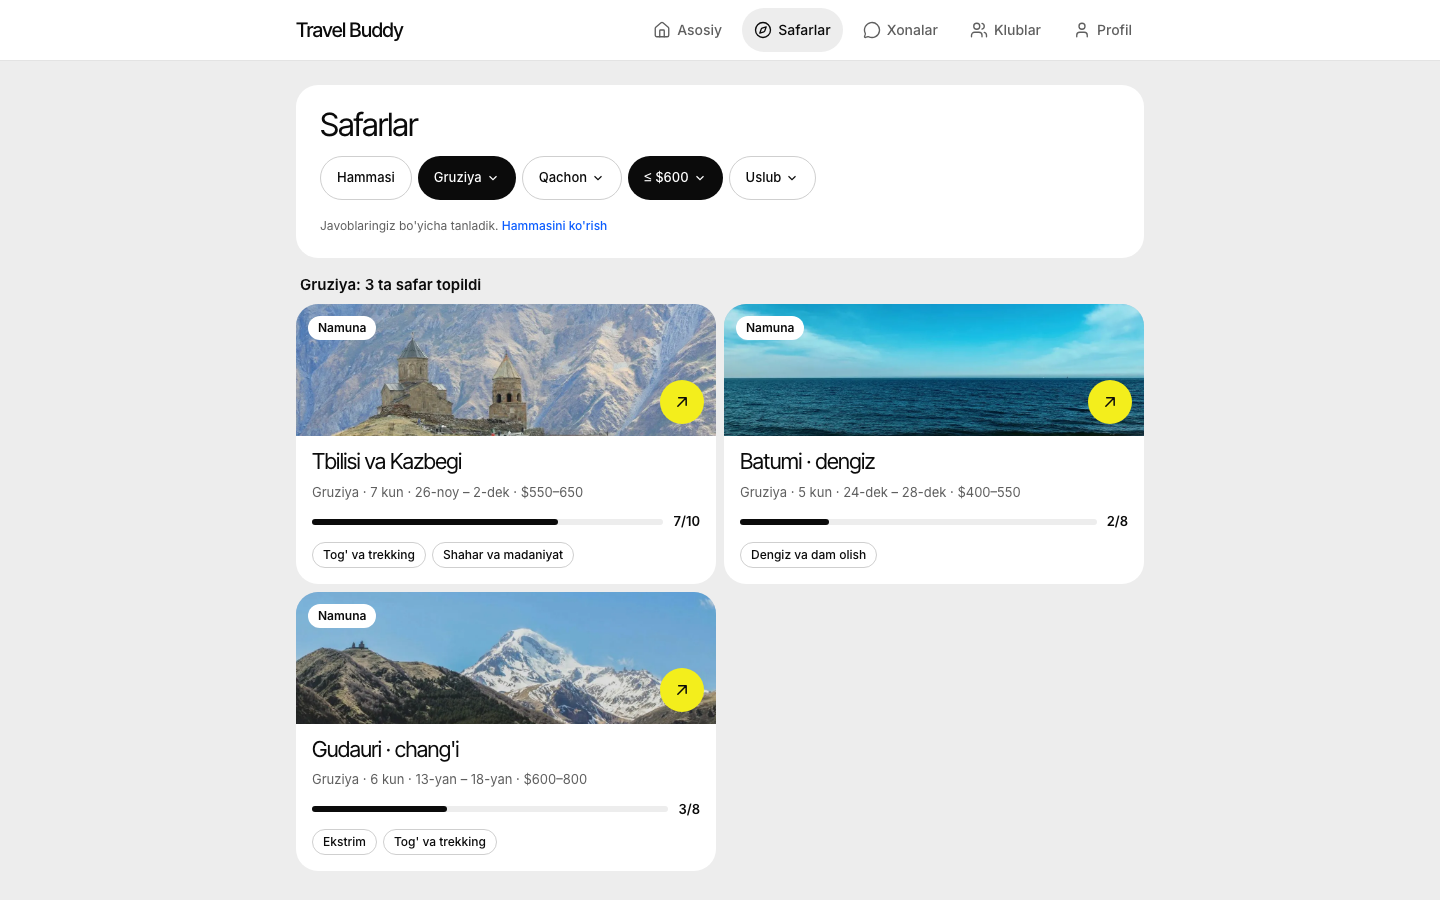 Travel Buddy
Asosiy
Safarlar
Xonalar
Klublar
Profil
Safarlar
Hammasi
Gruziya
Qachon
≤ $600
Uslub
Javoblaringiz bo'yicha tanladik. Hammasini ko'rish
Gruziya: 3 ta safar topildi
Namuna
Tbilisi va Kazbegi
Gruziya · 7 kun · 26-noy – 2-dek · $550–650
7/10
Tog' va trekking
Shahar va madaniyat
Namuna
Batumi · dengiz
Gruziya · 5 kun · 24-dek – 28-dek · $400–550
2/8
Dengiz va dam olish
Namuna
Gudauri · chang'i
Gruziya · 6 kun · 13-yan – 18-yan · $600–800
3/8
Ekstrim
Tog' va trekking